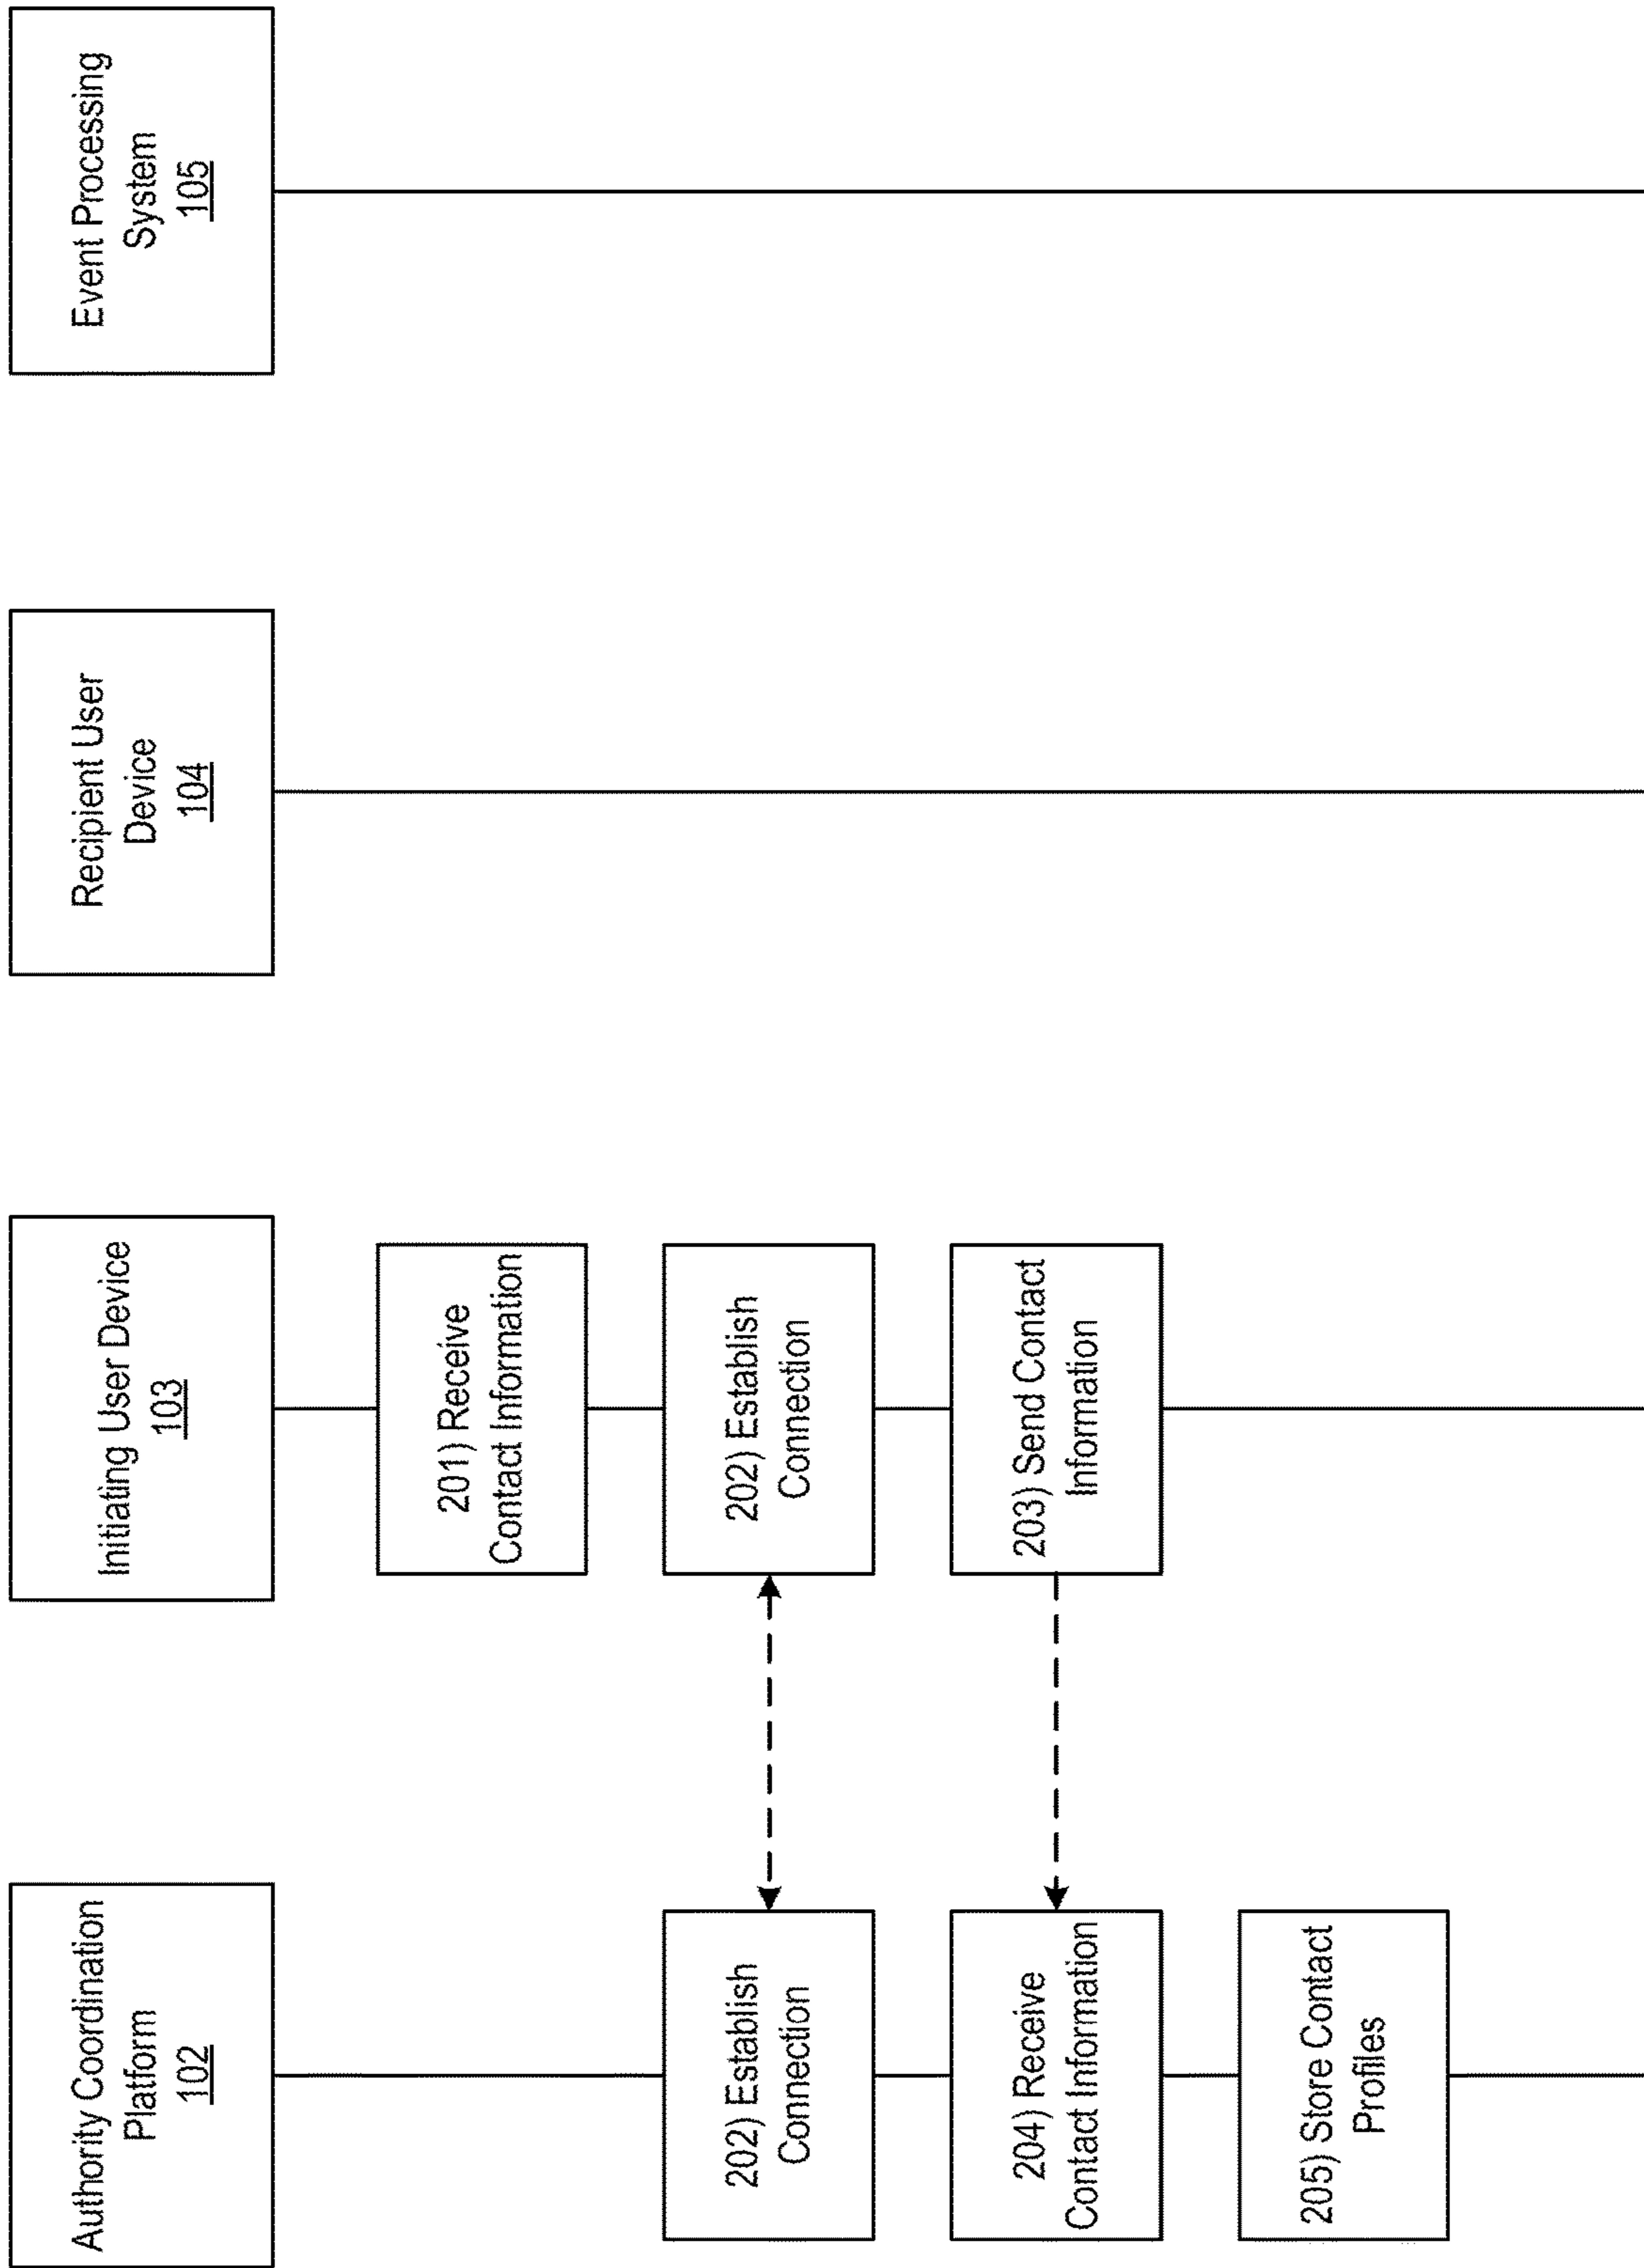 Authority Coordination
Platform
102
Initiating User Device
103
Recipient User
Device
104
Event Processing
System
105
201) Receive
Contact Information
202) Establish
Connection
202) Establish
Connection
204) Receive
Contact Information
203) Send Contact
Information
205) Store Contact
Profiles